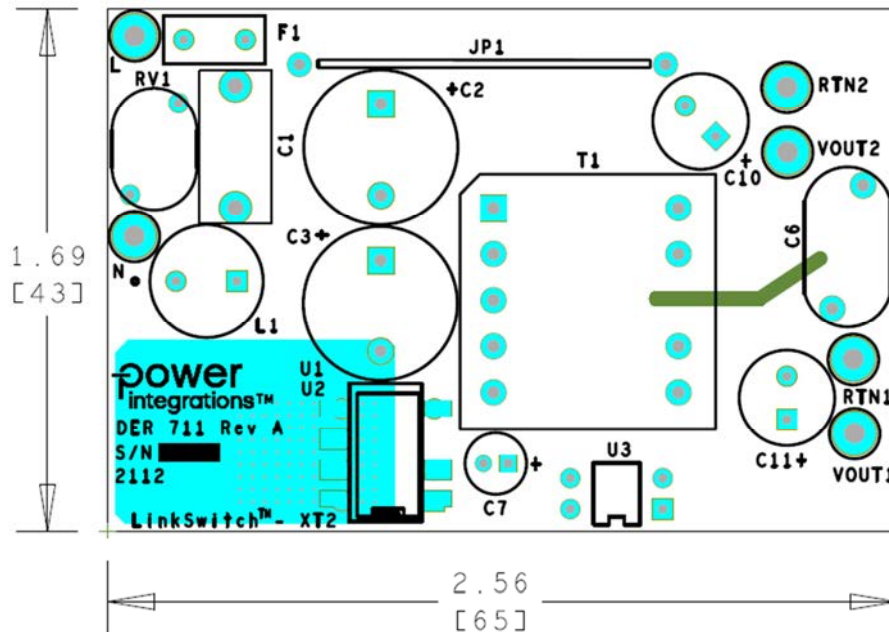 F1
L
JP1
RV1
+C2
RTN2
C1
VOUT2
T1
+
C10
C3+
C6
1.69
[43]
N
L1
power
integrations™
U1
U2
DER 711 Rev A
S/N
2112
RTN1
U3
+
C11+
VOUT1
C7
LinkSwitch™- XT2
2.56
[65]